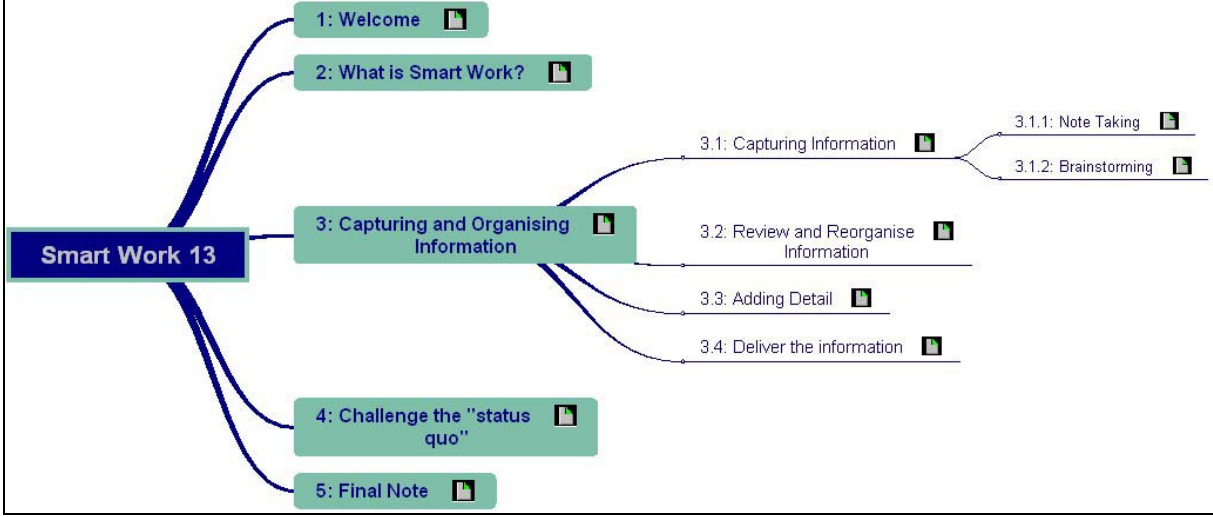 Smart Work 13
1: Welcome
2: What is Smart Work?
3: Capturing and Organising
Information
3.1: Capturing Information
3.1.1: Note Taking
3.1.2: Brainstorming
3.2: Review and Reorganise
Information
3.3: Adding Detail
3.4: Deliver the information
4: Challenge the "status
quo"
5: Final Note